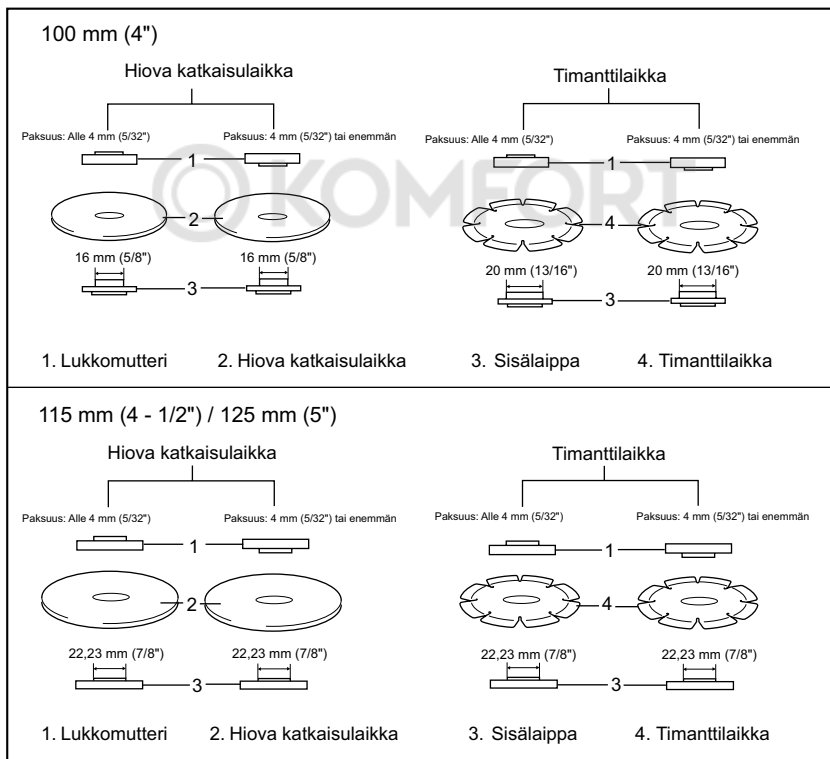 100 mm (4")
Hiova katkaisulaikka
Timanttilaikka
Paksuus: Alle 4 mm (5/32")
Paksuus: 4 mm (5/32") tai enemmän
Paksuus: Alle 4 mm (5/32")
Paksuus: 4 mm (5/32") tai enemmän
1
1
KOMFORT
2
4
16 mm (5/8")
16 mm (5/8")
20 mm (13/16")
20 mm (13/16")
3
3
1. Lukkomutteri
2. Hiova katkaisulaikka
3. Sisälaippa
4. Timanttilaikka
115 mm (4 - 1/2") / 125 mm (5")
Hiova katkaisulaikka
Timanttilaikka
Paksuus: Alle 4 mm (5/32")
Paksuus: 4 mm (5/32") tai enemmän
Paksuus: Alle 4 mm (5/32")
Paksuus: 4 mm (5/32") tai enemmän
1
1
2
4
22,23 mm (7/8")
22,23 mm (7/8")
22,23 mm (7/8")
22,23 mm (7/8")
3
3
1. Lukkomutteri
2. Hiova katkaisulaikka
3. Sisälaippa
4. Timanttilaikka